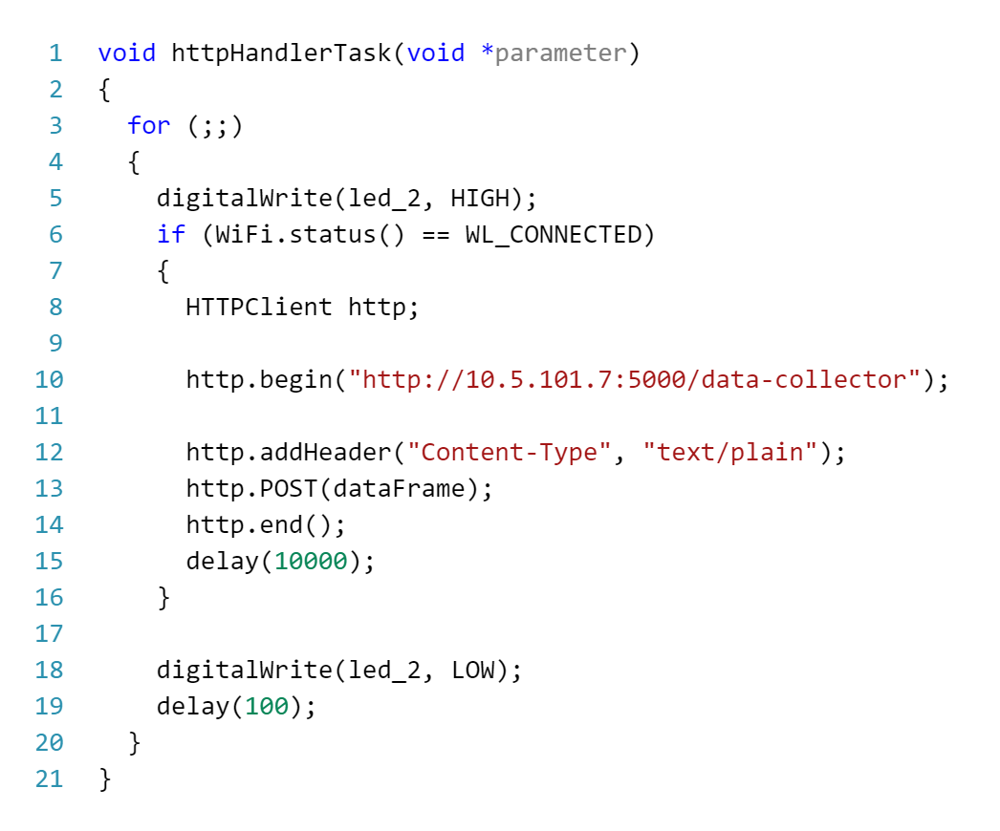 1 void httpHandlerTask(void *parameter)
2 {
3   for (;;)
4   {
5     digitalWrite(led_2, HIGH);
6     if (WiFi.status() == WL_CONNECTED)
7     {
8       HTTPClient http;
9
10       http.begin("http://10.5.101.7:5000/data-collector");
11
12       http.addHeader("Content-Type", "text/plain");
13       http.POST(dataFrame);
14       http.end();
15       delay(10000);
16     }
17
18     digitalWrite(led_2, LOW);
19     delay(100);
20   }
21 }